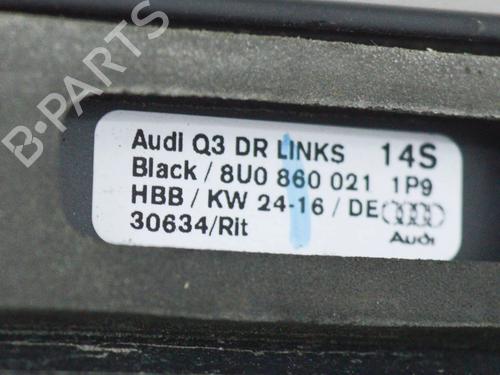 B-PARTS
Audi Q3 DR LINKS 14S
Black / 8U0 860 021 1P9
HBB / KW 24-16 / DE
30634/Rit Audi